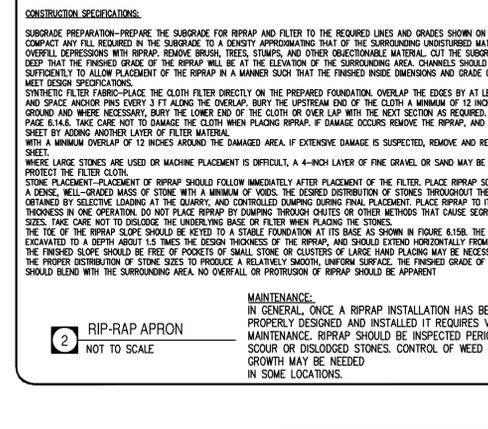 CONSTRUCTION SPECIFICATIONS:
SUBGRADE PREPARATION-PREPARE THE SUBGRADE FOR RIPRAP AND FILTER TO THE REQUIRED LINES AND GRADES SHOWN ON
COMPACT ANY FILL REQUIRED IN THE SUBGRADE TO A DENSITY APPROXIMATING THAT OF THE SURROUNDING UNDISTURBED MAT
OVERFILL DEPRESSIONS WITH RIPRAP. REMOVE BRUSH, TREES, STUMPS, AND OTHER OBJECTIONABLE MATERIAL. CUT THE SUBGR
DEEP THAT THE FINISHED GRADE OF THE RIPRAP WILL BE AT THE ELEVATION OF THE SURROUNDING AREA. CHANNELS SHOULD
SUFFICIENTLY TO ALLOW PLACEMENT OF THE RIPRAP IN A MANNER SUCH THAT THE FINISHED INSIDE DIMENSIONS AND GRADE
MEET DESIGN SPECIFICATIONS.
SYNTHETIC FILTER FABRIC-PLACE THE CLOTH FILTER DIRECTLY ON THE PREPARED FOUNDATION. OVERLAP THE EDGES BY AT LE
AND SPACE ANCHOR PINS EVERY 3 FT ALONG THE OVERLAP. BURY THE UPSTREAM END OF THE CLOTH A MINIMUM OF 12 INC
GROUND AND WHERE NECESSARY, BURY THE LOWER END OF THE CLOTH OR OVER LAP WITH THE NEXT SECTION AS REQUIRED.
PAGE 6.14.6. TAKE CARE NOT TO DAMAGE THE CLOTH WHEN PLACING RIPRAP. IF DAMAGE OCCURS REMOVE THE RIPRAP, AND
SHEET BY ADDING ANOTHER LAYER OF FILTER MATERIAL
WITH A MINIMUM OVERLAP OF 12 INCHES AROUND THE DAMAGED AREA. IF EXTENSIVE DAMAGE IS SUSPECTED, REMOVE AND RE
SHEET.
WHERE LARGE STONES ARE USED OR MACHINE PLACEMENT IS DIFFICULT, A 4-INCH LAYER OF FINE GRAVEL OR SAND MAY BE
PROTECT THE FILTER CLOTH.
STONE PLACEMENT-PLACEMENT OF RIPRAP SHOULD FOLLOW IMMEDIATELY AFTER PLACEMENT OF THE FILTER. PLACE RIPRAP SO
A DENSE, WELL-GRADED MASS OF STONE WITH A MINIMUM OF VOIDS. THE DESIRED DISTRIBUTION OF STONES THROUGHOUT THE
OBTAINED BY SELECTIVE LOADING AT THE QUARRY, AND CONTROLLED DUMPING DURING FINAL PLACEMENT. PLACE RIPRAP TO IT
THICKNESS IN ONE OPERATION. DO NOT PLACE RIPRAP BY DUMPING THROUGH CHUTES OR OTHER METHODS THAT CAUSE SEGR
SIZES. TAKE CARE NOT TO DISLODGE THE UNDERLYING BASE OR FILTER WHEN PLACING THE STONES.
THE TOE OF THE RIPRAP SLOPE SHOULD BE KEYED TO A STABLE FOUNDATION AT ITS BASE AS SHOWN IN FIGURE 6.15B. THE
EXCAVATED TO A DEPTH ABOUT 1.5 TIMES THE DESIGN THICKNESS OF THE RIPRAP, AND SHOULD EXTEND HORIZONTALLY FROM
THE FINISHED SLOPE SHOULD BE FREE OF POCKETS OF SMALL STONE OR CLUSTERS OF LARGE HAND PLACING MAY BE NECESS
THE PROPER DISTRIBUTION OF STONE SIZES TO PRODUCE A RELATIVELY SMOOTH, UNIFORM SURFACE. THE FINISHED GRADE OF
SHOULD BLEND WITH THE SURROUNDING AREA. NO OVERFALL OR PROTRUSION OF RIPRAP SHOULD BE APPARENT
2 RIP-RAP APRON
NOT TO SCALE
MAINTENANCE:
IN GENERAL, ONCE A RIPRAP INSTALLATION HAS BE
PROPERLY DESIGNED AND INSTALLED IT REQUIRES V
MAINTENANCE. RIPRAP SHOULD BE INSPECTED PERI
SCOUR OR DISLODGED STONES. CONTROL OF WEED
GROWTH MAY BE NEEDED
IN SOME LOCATIONS.